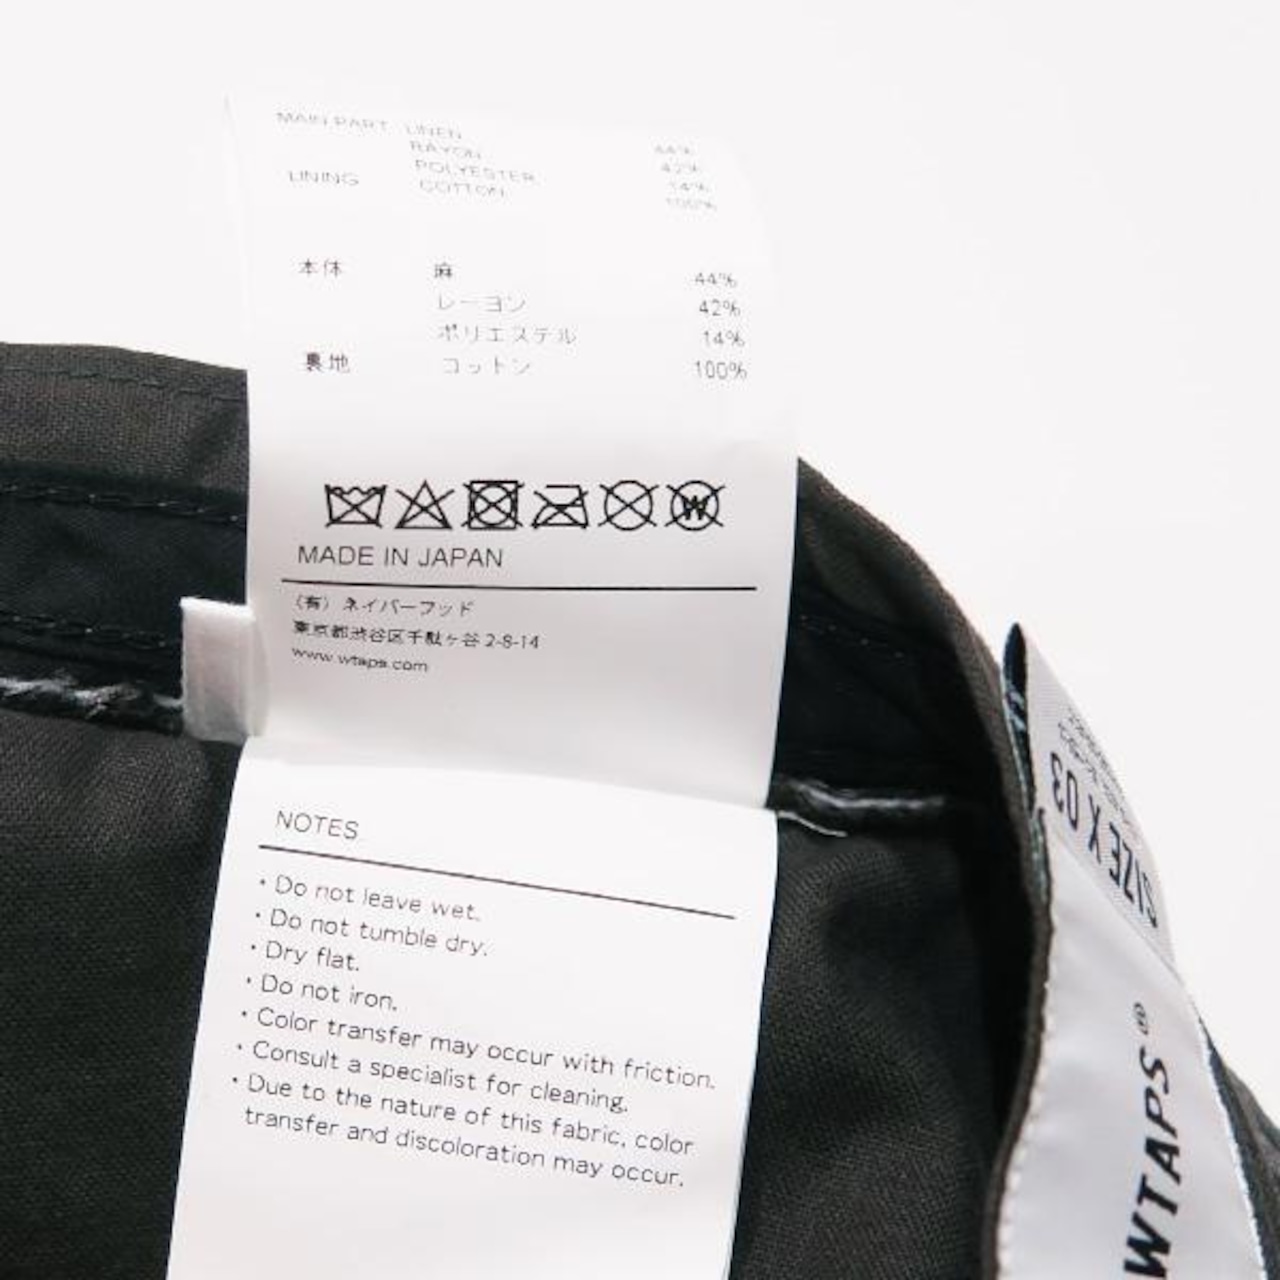 MAIN PART LINEN 44%
RAYON 42%
POLYESTER 14%
LINING COTTON 100%
本体 麻 44%
レーヨン 42%
ポリエステル 14%
裏地 コットン 100%
W
MADE IN JAPAN
(有) ネイバーフッド
東京都渋谷区千駄ヶ谷 2-8-14
www.wtaps.com
NOTES
・Do not leave wet.
・Do not tumble dry.
・Dry flat.
・Do not iron.
・Color transfer may occur with friction.
・Consult a specialist for cleaning.
・Due to the nature of this fabric, color
transfer and discoloration may occur.
SIZE X 03
WTAPS®